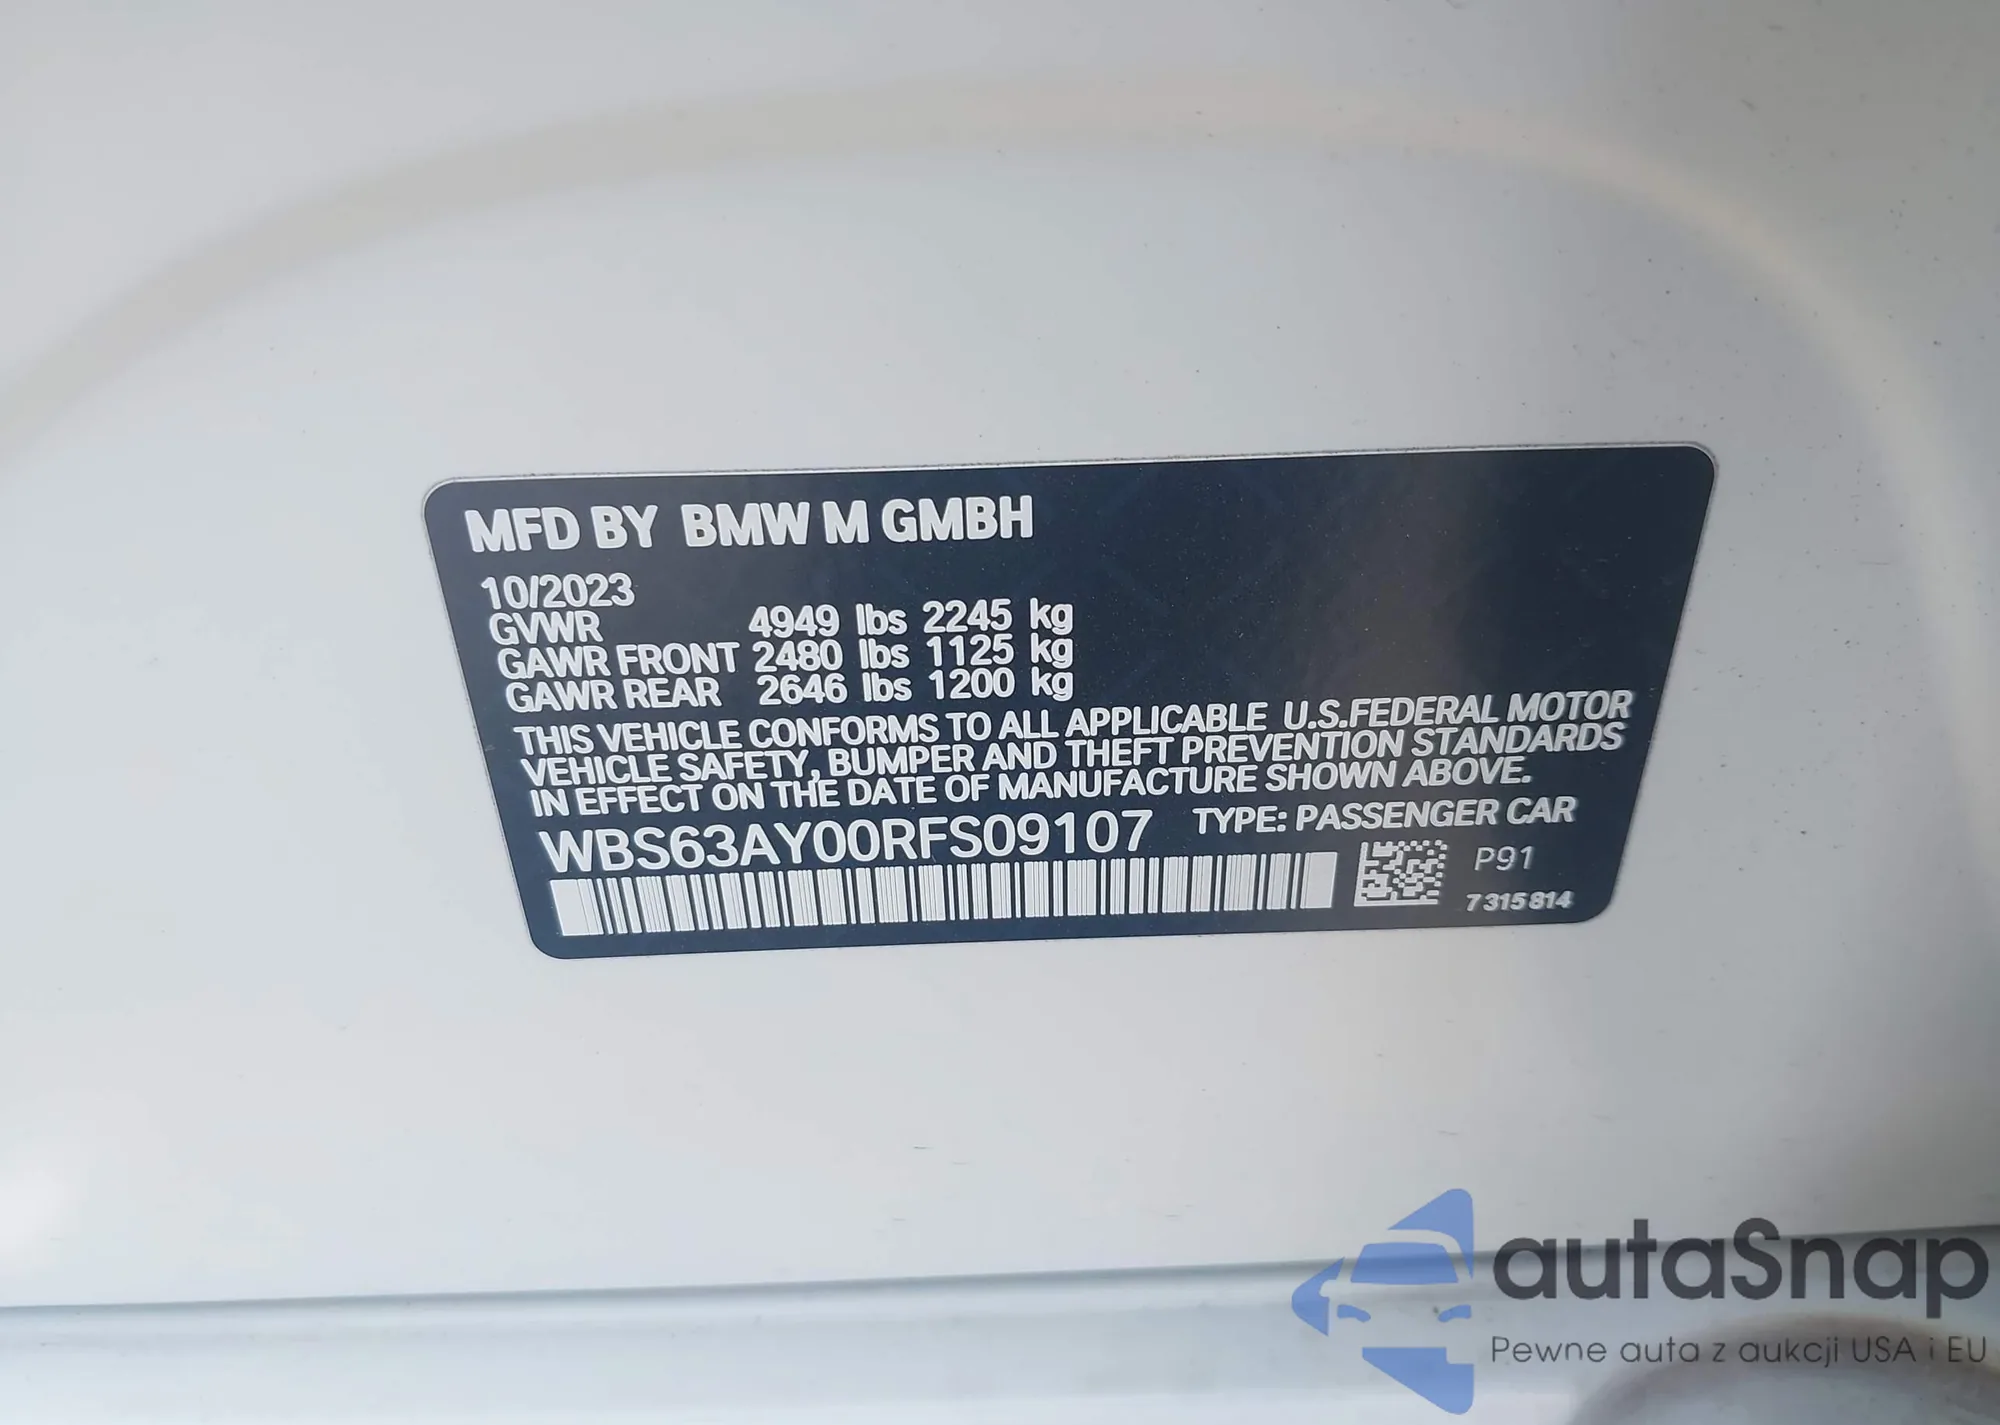 MFD BY BMW M GMBH
10/2023
GVWR 4949 lbs 2245 kg
GAWR FRONT 2480 lbs 1125 kg
GAWR REAR 2646 lbs 1200 kg
THIS VEHICLE CONFORMS TO ALL APPLICABLE U.S.FEDERAL MOTOR
VEHICLE SAFETY, BUMPER AND THEFT PREVENTION STANDARDS
IN EFFECT ON THE DATE OF MANUFACTURE SHOWN ABOVE.
WBS63AY00RFS09107 TYPE: PASSENGER CAR
P91
7315814
autaSnap
Pewne auta z aukcji USA i EU